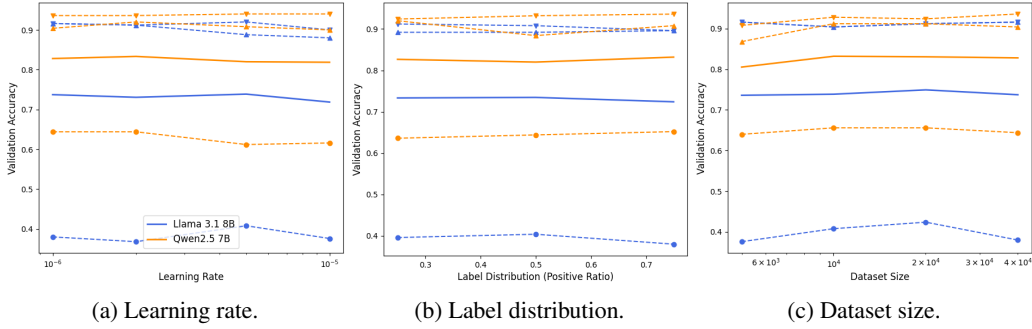 0.9
0.8
0.7
0.6
0.5
0.4
Validation Accuracy
Llama 3.1 8B
Qwen2.5 7B
10⁻⁶
10⁻⁵
Learning Rate
(a) Learning rate.
0.9
0.8
0.7
0.6
0.5
0.4
Validation Accuracy
0.3
0.4
0.5
0.6
0.7
Label Distribution (Positive Ratio)
(b) Label distribution.
0.9
0.8
0.7
0.6
0.5
0.4
Validation Accuracy
6 × 10³
10⁴
2 × 10⁴
3 × 10⁴
4 × 10⁴
Dataset Size
(c) Dataset size.